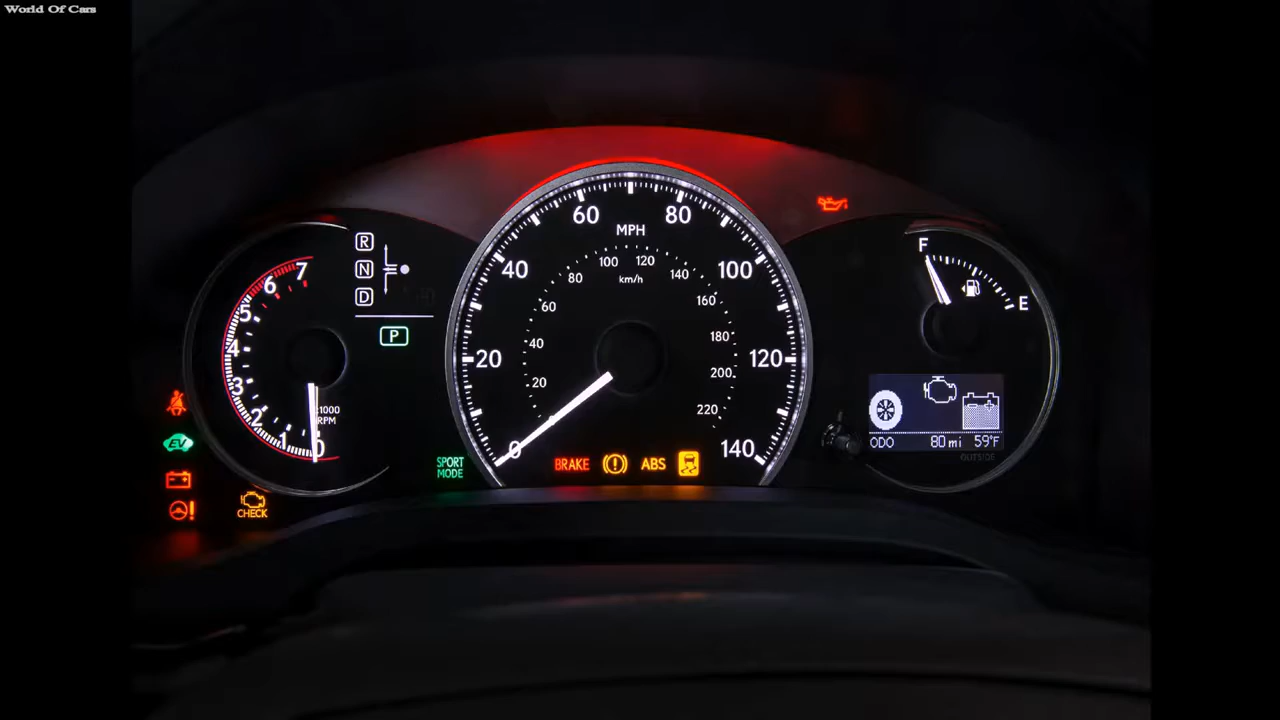 World Of Cars
R
N
D
P
7
6
5
4
3
2
1
0
x1000
RPM
MPH
0
20
40
60
80
100
120
140
km/h
20
40
60
80
100
120
140
160
180
200
220
F
E
EV
CHECK
SPORT
MODE
BRAKE
ABS
ODO 80 mi 59°F
OUTSIDE